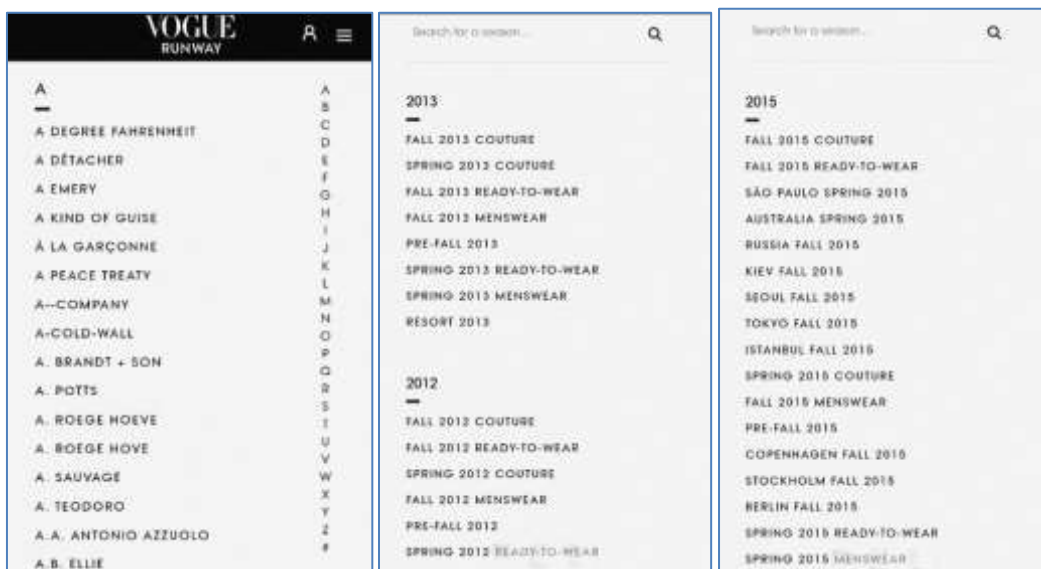 VOGUE
RUNWAY
A
A DEGREE FAHRENHEIT
A DÉTACHER
A EMERY
A KIND OF GUISE
À LA GARÇONNE
A PEACE TREATY
A--COMPANY
A-COLD-WALL
A. BRANDT + SON
A. POTTS
A. ROEGE HOEVE
A. ROEGE HOVE
A. SAUVAGE
A. TEODORO
A.A. ANTONIO AZZUOLO
A.B. ELLIE
A
B
C
D
E
F
G
H
I
J
K
L
M
N
O
P
Q
R
S
T
U
V
W
X
Y
Z
#
Search for a season...
2013
FALL 2013 COUTURE
SPRING 2013 COUTURE
FALL 2013 READY-TO-WEAR
FALL 2013 MENSWEAR
PRE-FALL 2013
SPRING 2013 READY-TO-WEAR
SPRING 2013 MENSWEAR
RESORT 2013
2012
FALL 2012 COUTURE
FALL 2012 READY-TO-WEAR
SPRING 2012 COUTURE
FALL 2012 MENSWEAR
PRE-FALL 2012
SPRING 2012 READY-TO-WEAR
Search for a season...
2015
FALL 2015 COUTURE
FALL 2015 READY-TO-WEAR
SÃO PAULO SPRING 2015
AUSTRALIA SPRING 2015
RUSSIA FALL 2015
KIEV FALL 2015
SEOUL FALL 2015
TOKYO FALL 2015
ISTANBUL FALL 2015
SPRING 2015 COUTURE
FALL 2015 MENSWEAR
PRE-FALL 2015
COPENHAGEN FALL 2015
STOCKHOLM FALL 2015
BERLIN FALL 2015
SPRING 2015 READY-TO-WEAR
SPRING 2015 MENSWEAR